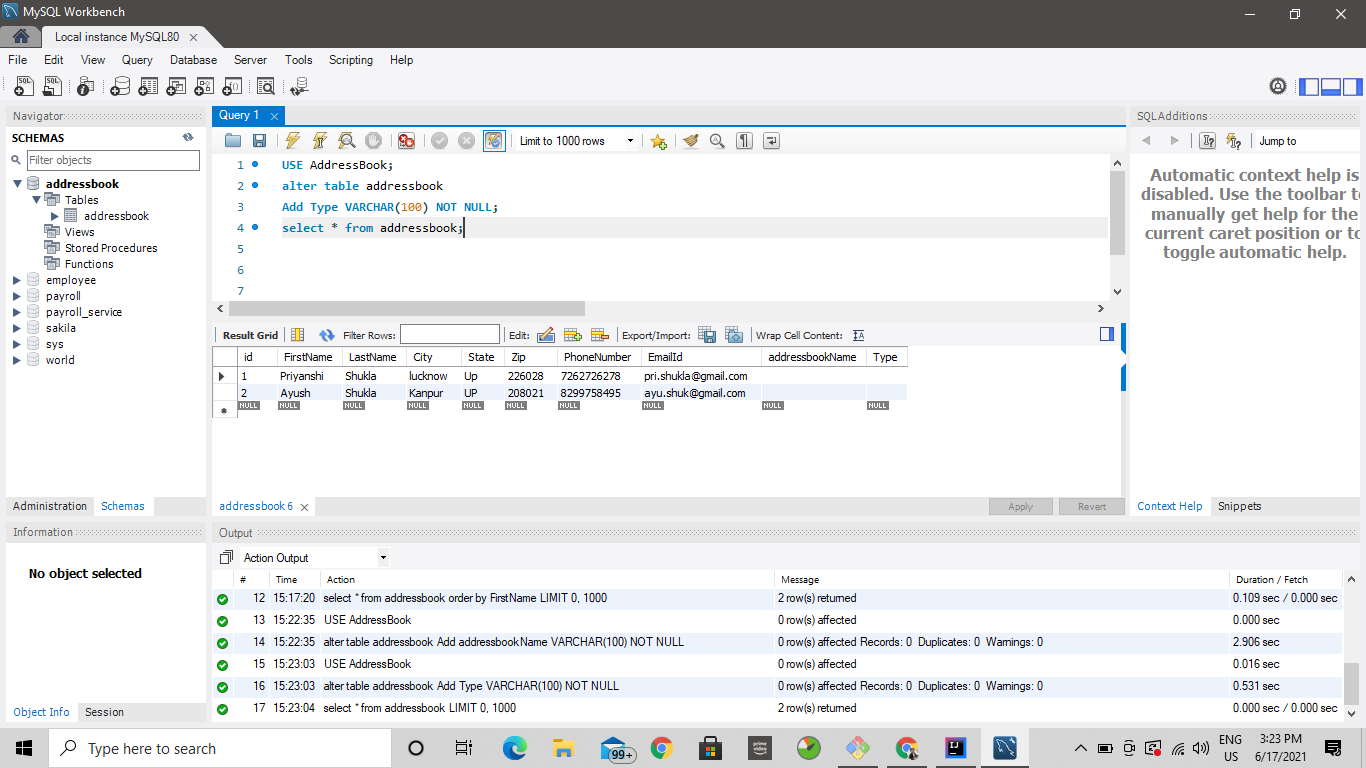 MySQL Workbench
Local instance MySQL80
File Edit View Query Database Server Tools Scripting Help
Navigator
SCHEMAS
Filter objects
addressbook
Tables
addressbook
Views
Stored Procedures
Functions
employee
payroll
payroll_service
sakila
sys
world
Administration Schemas
Information
No object selected
Object Info Session
Query 1
Limit to 1000 rows
1 USE AddressBook;
2 alter table addressbook
3 Add Type VARCHAR(100) NOT NULL;
4 select * from addressbook;
5
6
7
Result Grid Filter Rows: Edit: Export/Import: Wrap Cell Content:
id FirstName LastName City State Zip PhoneNumber EmailId addressbookName Type
1 Priyanshi Shukla lucknow Up 226028 7262726278 pri.shukla@gmail.com
2 Ayush Shukla Kanpur UP 208021 8299758495 ayu.shuk@gmail.com
NULL NULL NULL NULL NULL NULL NULL NULL NULL NULL
addressbook 6
Apply Revert
SQLAdditions
Jump to
Automatic context help is
disabled. Use the toolbar to
manually get help for the
current caret position or to
toggle automatic help.
Context Help Snippets
Output
Action Output
# Time Action Message Duration / Fetch
12 15:17:20 select * from addressbook order by FirstName LIMIT 0, 1000 2 row(s) returned 0.109 sec / 0.000 sec
13 15:22:35 USE AddressBook 0 row(s) affected 0.000 sec
14 15:22:35 alter table addressbook Add addressbookName VARCHAR(100) NOT NULL 0 row(s) affected Records: 0 Duplicates: 0 Warnings: 0 2.906 sec
15 15:23:03 USE AddressBook 0 row(s) affected 0.016 sec
16 15:23:03 alter table addressbook Add Type VARCHAR(100) NOT NULL 0 row(s) affected Records: 0 Duplicates: 0 Warnings: 0 0.531 sec
17 15:23:04 select * from addressbook LIMIT 0, 1000 2 row(s) returned 0.000 sec / 0.000 sec
Type here to search
99+
prime video
ENG
US
3:23 PM
6/17/2021